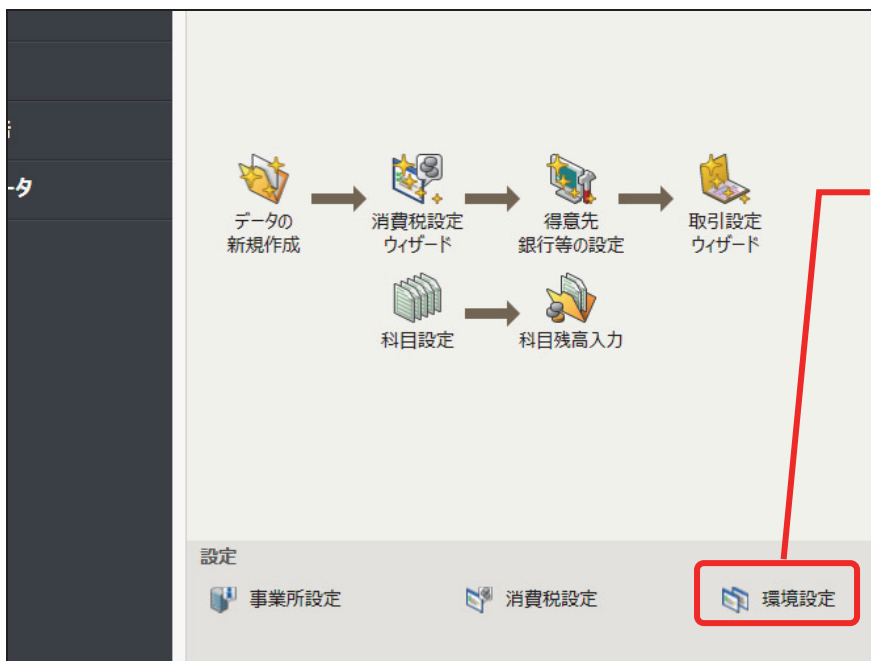 ータ
データの
新規作成
消費税設定
ウィザード
得意先
銀行等の設定
取引設定
ウィザード
科目設定
科目残高入力
設定
事業所設定
消費税設定
環境設定